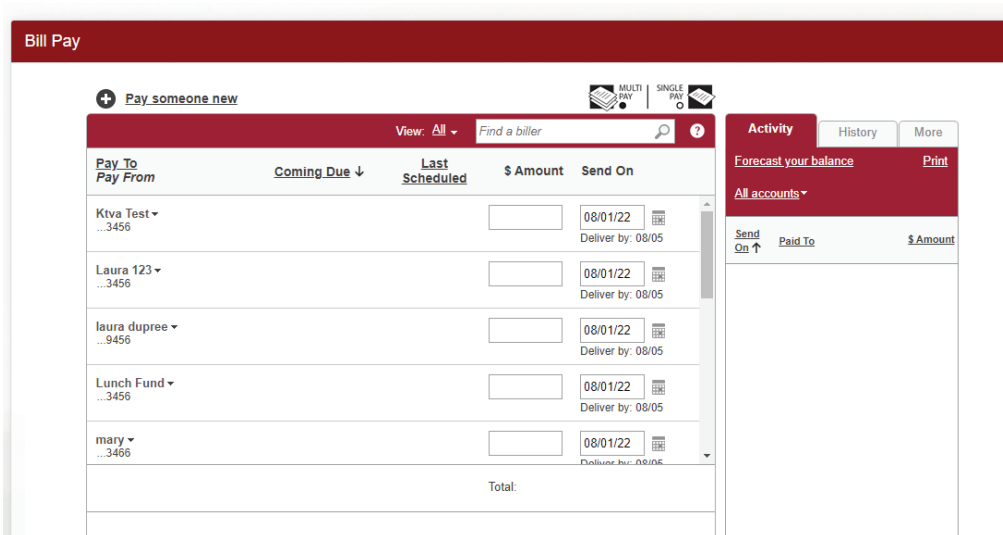 Bill Pay
Pay someone new
MULTI PAY
SINGLE PAY
View: All
Find a biller
?
Pay To
Pay From
Coming Due ↓
Last Scheduled
$ Amount
Send On
Ktva Test
...3456
08/01/22
Deliver by: 08/05
Laura 123
...3456
08/01/22
Deliver by: 08/05
laura dupree
...9456
08/01/22
Deliver by: 08/05
Lunch Fund
...3456
08/01/22
Deliver by: 08/05
mary
...3466
08/01/22
Deliver by: 08/05
Total:
Activity
History
More
Forecast your balance
Print
All accounts
Send On ↑
Paid To
$ Amount